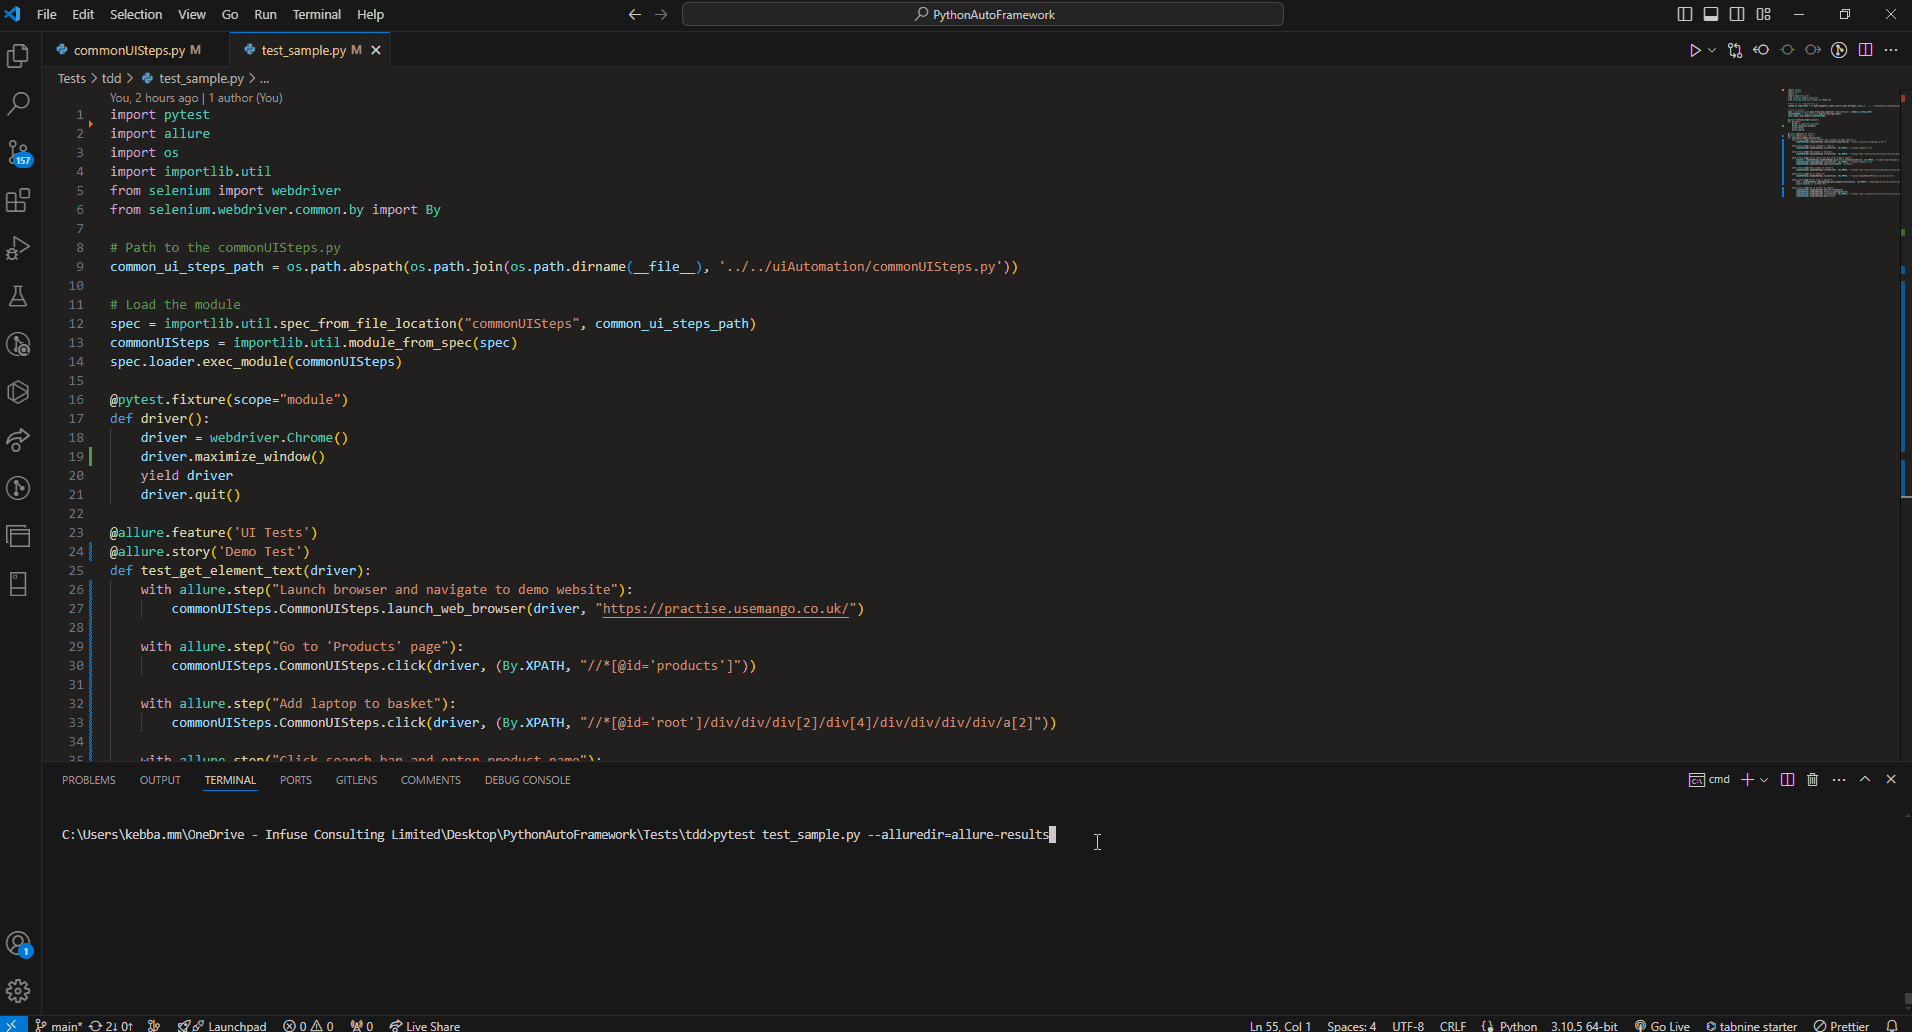 File Edit Selection View Go Run Terminal Help
PythonAutoFramework
commonUISteps.py M
test_sample.py M
Tests > tdd > test_sample.py > ...
You, 2 hours ago | 1 author (You)
1 import pytest
2 import allure
3 import os
4 import importlib.util
5 from selenium import webdriver
6 from selenium.webdriver.common.by import By
7
8 # Path to the commonUISteps.py
9 common_ui_steps_path = os.path.abspath(os.path.join(os.path.dirname(__file__), '../../uiAutomation/commonUISteps.py'))
10
11 # Load the module
12 spec = importlib.util.spec_from_file_location("commonUISteps", common_ui_steps_path)
13 commonUISteps = importlib.util.module_from_spec(spec)
14 spec.loader.exec_module(commonUISteps)
15
16 @pytest.fixture(scope="module")
17 def driver():
18     driver = webdriver.Chrome()
19     driver.maximize_window()
20     yield driver
21     driver.quit()
22
23 @allure.feature('UI Tests')
24 @allure.story('Demo Test')
25 def test_get_element_text(driver):
26     with allure.step("Launch browser and navigate to demo website"):
27         commonUISteps.CommonUISteps.launch_web_browser(driver, "https://practise.usemango.co.uk/")
28
29     with allure.step("Go to 'Products' page"):
30         commonUISteps.CommonUISteps.click(driver, (By.XPATH, "//*[@id='products']"))
31
32     with allure.step("Add laptop to basket"):
33         commonUISteps.CommonUISteps.click(driver, (By.XPATH, "//*[@id='root']/div/div/div[2]/div[4]/div/div/div/div/a[2]"))
34
35     with allure.step("Click search bar and enter product name"):
157
PROBLEMS OUTPUT TERMINAL PORTS GITLENS COMMENTS DEBUG CONSOLE
cmd
C:\Users\kebba.mm\OneDrive - Infuse Consulting Limited\Desktop\PythonAutoFramework\Tests\tdd>pytest test_sample.py --alluredir=allure-results
1
main* 2↓ 0↑ Launchpad 0 0 0 Live Share
Ln 55, Col 1 Spaces: 4 UTF-8 CRLF Python 3.10.5 64-bit Go Live tabnine starter Prettier